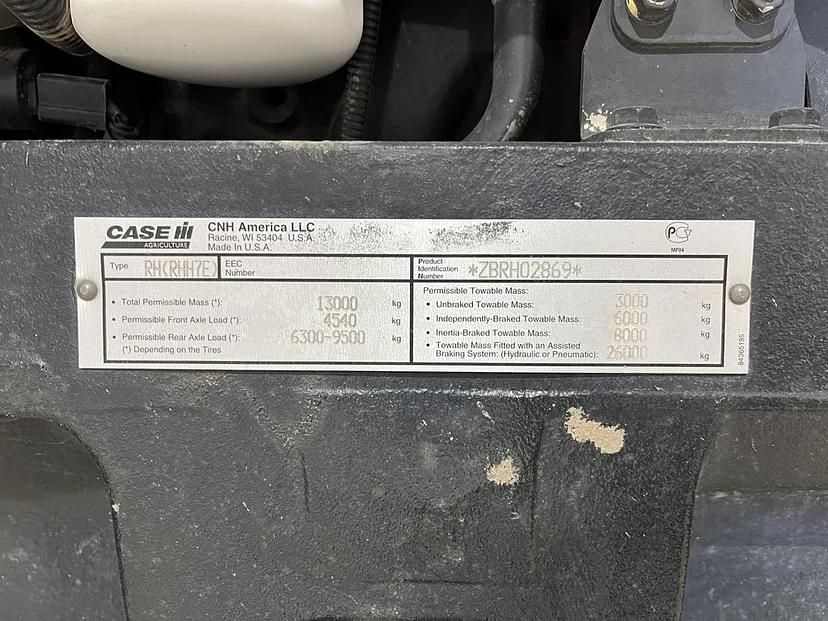 CASE IH
AGRICULTURE
CNH America LLC
Racine, WI 53404 U.S.A.
Made In U.S.A.
MP04
Type RH(RHH7E)
EEC
Number
Product
Identification
Number *ZBRH02869*
• Total Permissible Mass (*): 13000 kg
• Permissible Front Axle Load (*): 4540 kg
• Permissible Rear Axle Load (*): 6300-9500 kg
(*) Depending on the Tires
Permissible Towable Mass:
• Unbraked Towable Mass: 3000 kg
• Independently-Braked Towable Mass: 6000 kg
• Inertia-Braked Towable Mass: 8000 kg
• Towable Mass Fitted with an Assisted
Braking System: (Hydraulic or Pneumatic): 26000 kg
84365195